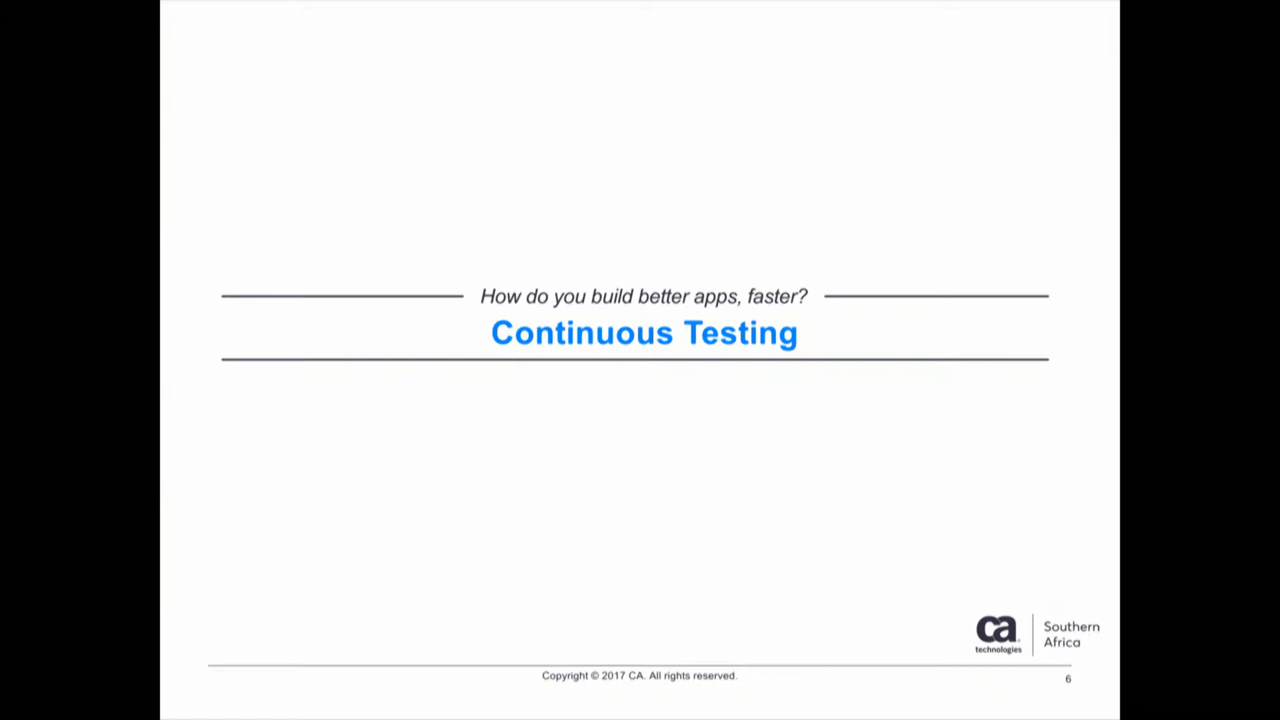 How do you build better apps, faster?
Continuous Testing
ca
technologies
Southern
Africa
Copyright © 2017 CA. All rights reserved.
6